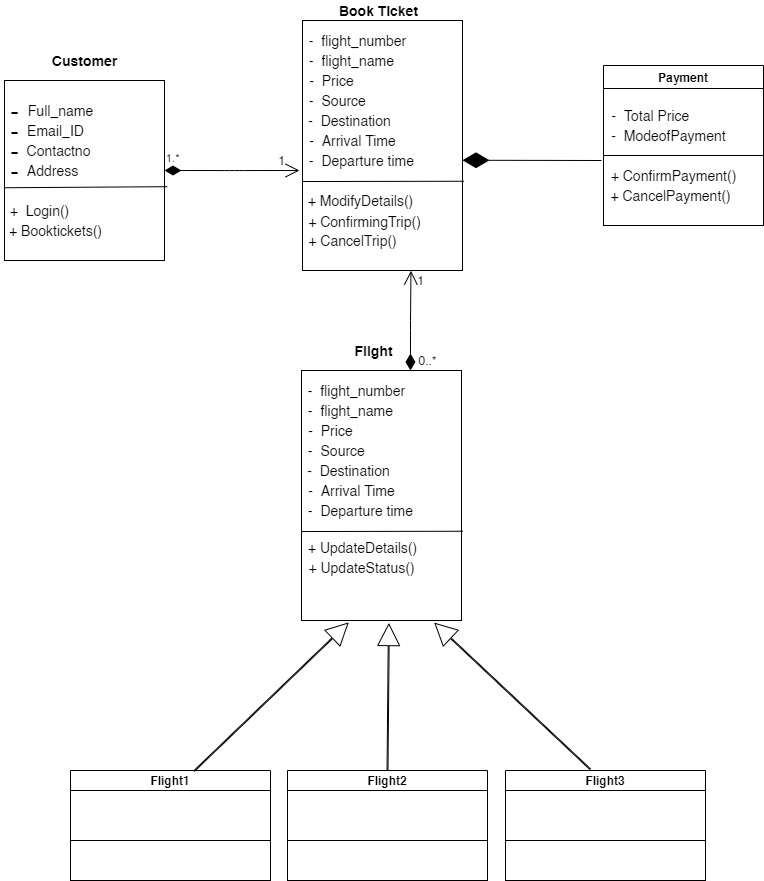 Book Ticket
- flight_number
- flight_name
- Price
- Source
- Destination
- Arrival Time
- Departure time
+ ModifyDetails()
+ ConfirmingTrip()
+ CancelTrip()
Customer
- Full_name
- Email_ID
- Contactno
- Address
+ Login()
+ Booktickets()
1.*
1
Payment
- Total Price
- ModeofPayment
+ ConfirmPayment()
+ CancelPayment()
1
0..*
Flight
- flight_number
- flight_name
- Price
- Source
- Destination
- Arrival Time
- Departure time
+ UpdateDetails()
+ UpdateStatus()
Flight1
Flight2
Flight3